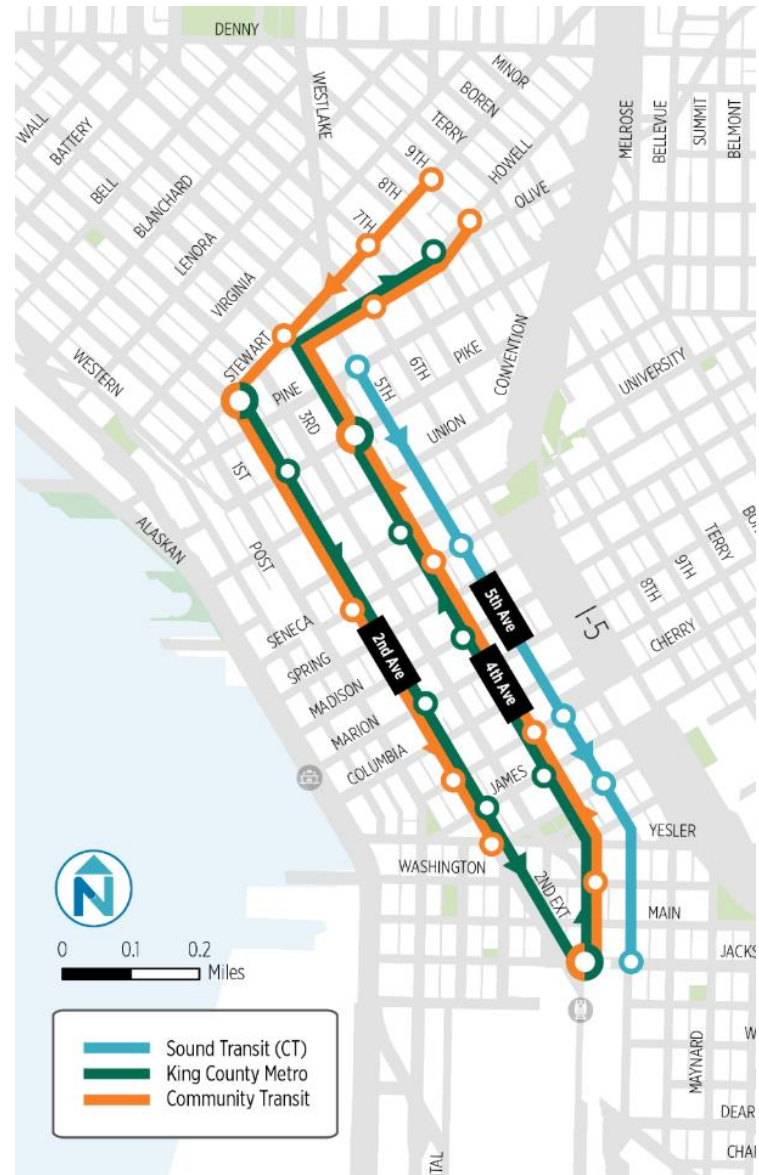 DENNY
MINOR
BOREN
TERRY
WESTLAKE
HOWELL
OLIVE
9TH
8TH
7TH
WALL
BATTERY
BELL
BLANCHARD
LENORA
VIRGINIA
MELROSE
BELLEVUE
SUMMIT
BELMONT
STEWART
WESTERN
PINE
3RD
5TH
6TH
PIKE
CONVENTION
UNION
UNIVERSITY
1ST
POST
ALASKAN
SENECA
SPRING
MADISON
MARION
COLUMBIA
2nd Ave
4th Ave
5th Ave
I-5
TERRY
9TH
8TH
CHERRY
JAMES
YESLER
WASHINGTON
2ND EXT
MAIN
JACKS
N
0 0.1 0.2
Miles
Sound Transit (CT)
King County Metro
Community Transit
MAYNARD
W
DEAR
CHA
TAL